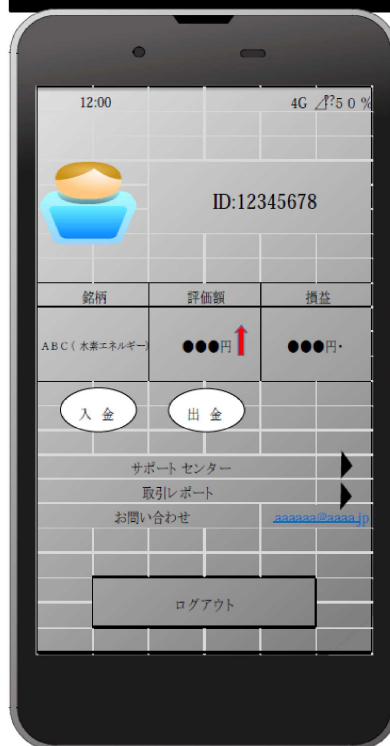 12:00 4G 50%
ID:12345678
銘柄 評価額 損益
ABC(水素エネルギー) ●●●円 ●●●円・
入金 出金
サポートセンター
取引レポート
お問い合わせ aaaaaa@aaaa.jp
ログアウト